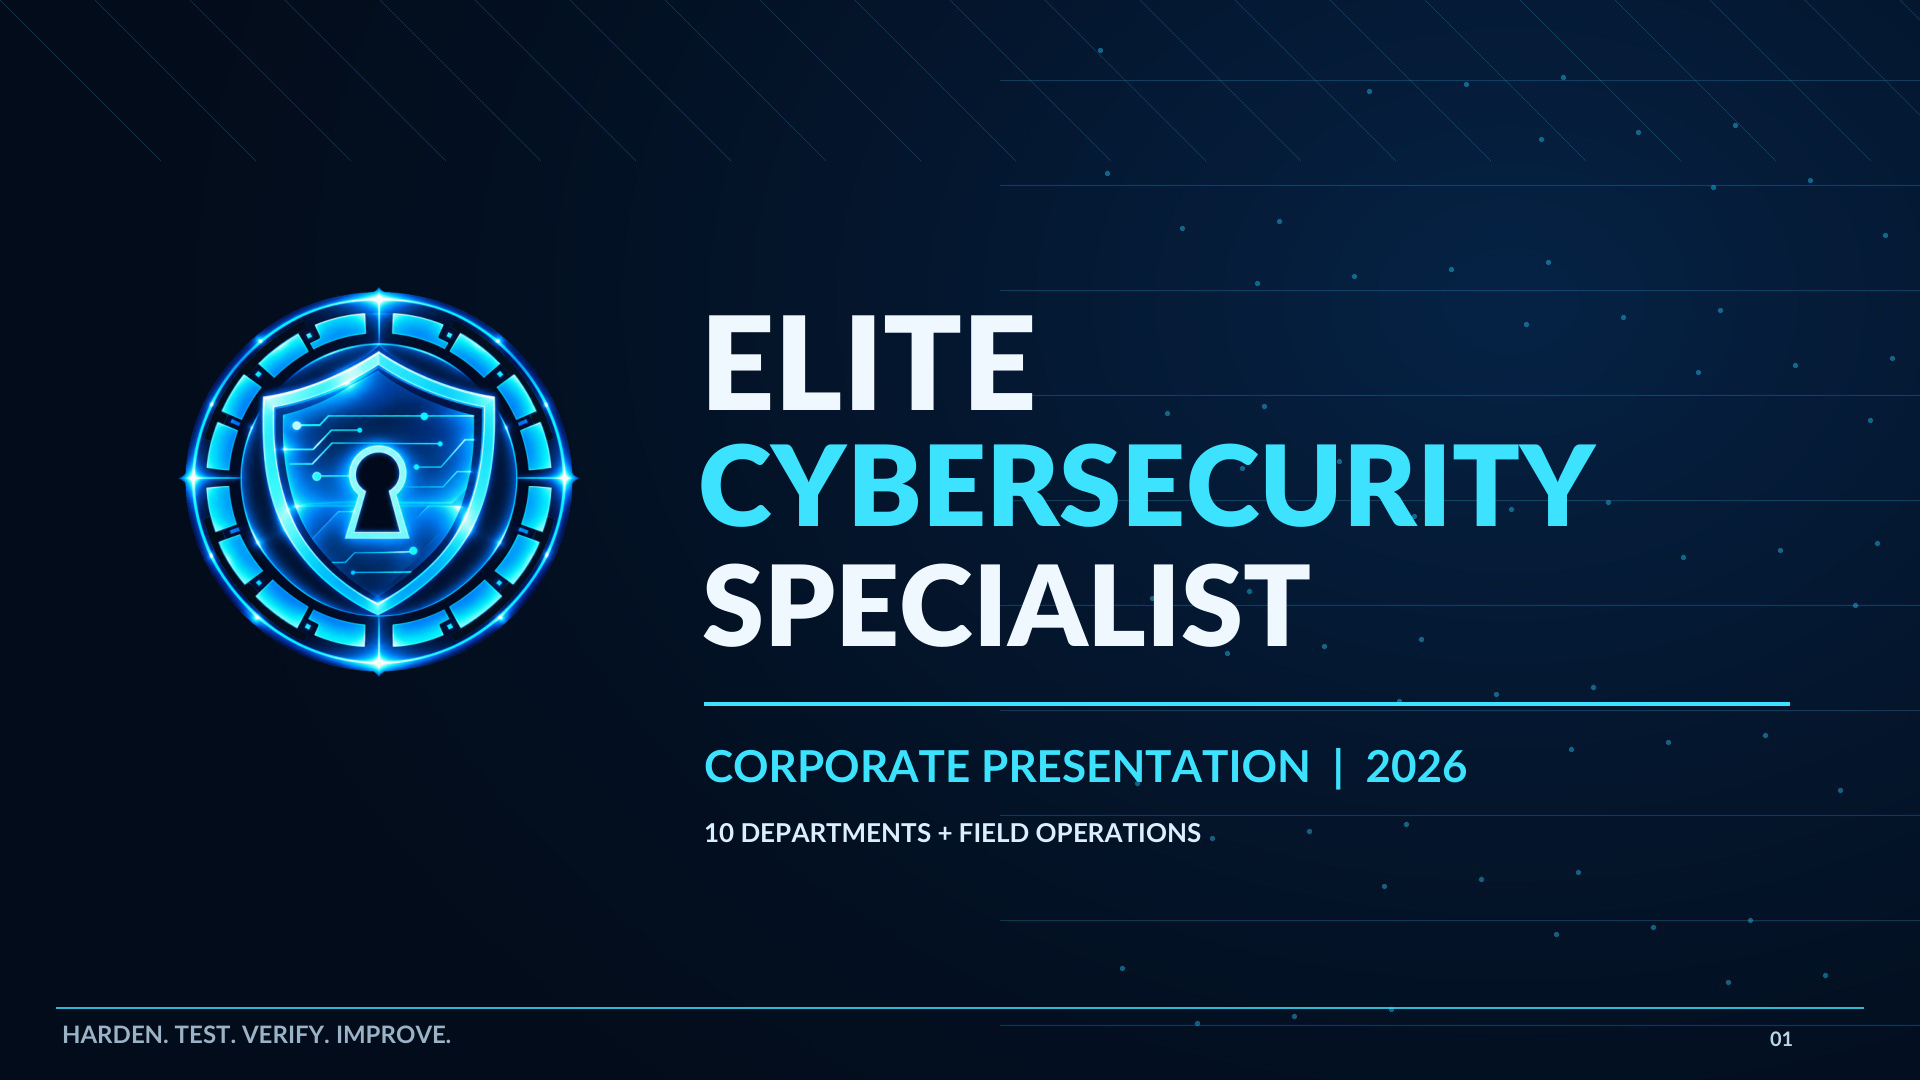 ELITE
CYBERSECURITY
SPECIALIST
CORPORATE PRESENTATION | 2026
10 DEPARTMENTS + FIELD OPERATIONS
HARDEN. TEST. VERIFY. IMPROVE.
01